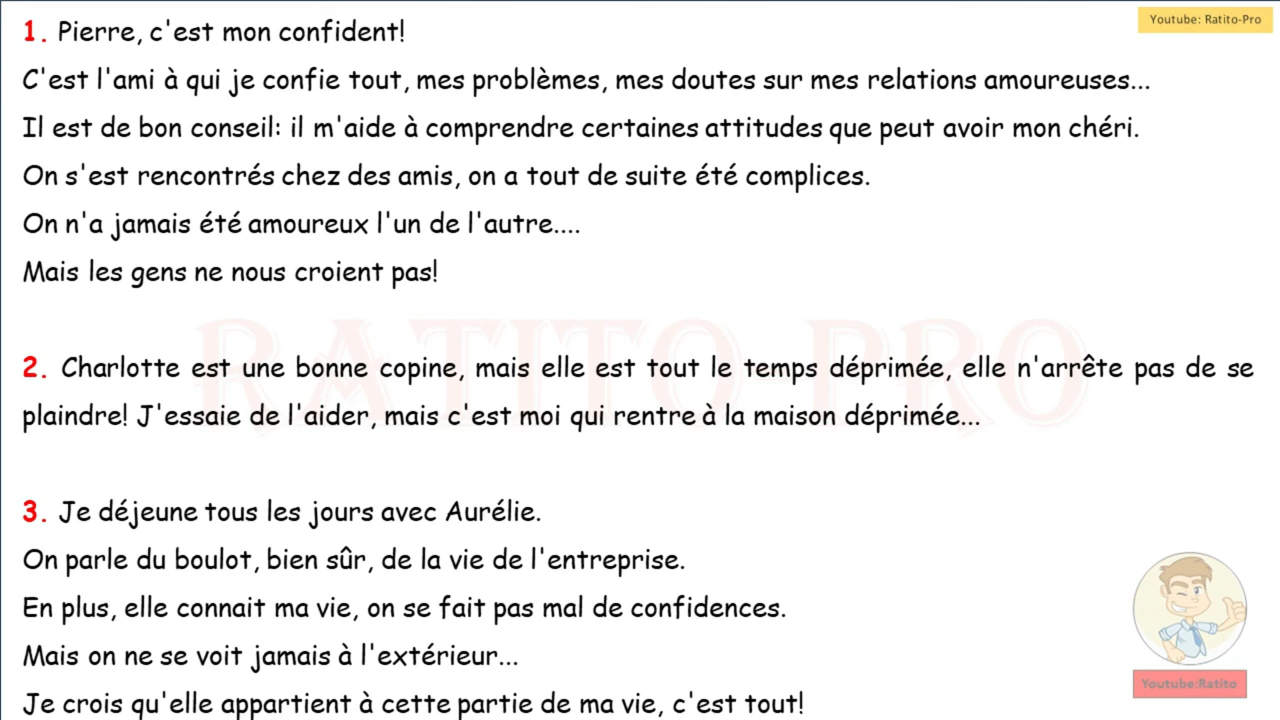 Youtube: Ratito-Pro
1. Pierre, c'est mon confident!
C'est l'ami à qui je confie tout, mes problèmes, mes doutes sur mes relations amoureuses...
Il est de bon conseil: il m'aide à comprendre certaines attitudes que peut avoir mon chéri.
On s'est rencontrés chez des amis, on a tout de suite été complices.
On n'a jamais été amoureux l'un de l'autre....
Mais les gens ne nous croient pas!
RATITO-PRO
2. Charlotte est une bonne copine, mais elle est tout le temps déprimée, elle n'arrête pas de se
plaindre! J'essaie de l'aider, mais c'est moi qui rentre à la maison déprimée...
3. Je déjeune tous les jours avec Aurélie.
On parle du boulot, bien sûr, de la vie de l'entreprise.
En plus, elle connait ma vie, on se fait pas mal de confidences.
Mais on ne se voit jamais à l'extérieur...
Je crois qu'elle appartient à cette partie de ma vie, c'est tout!
Youtube:Ratito